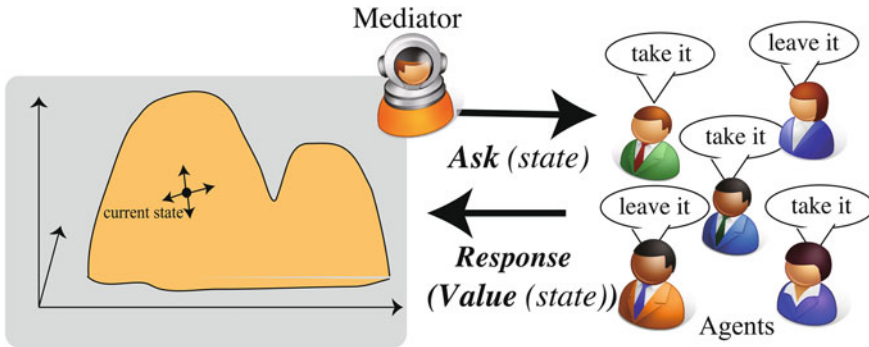 Mediator
take it
leave it
Ask (state)
take it
current state
leave it
take it
Response
(Value (state))
Agents